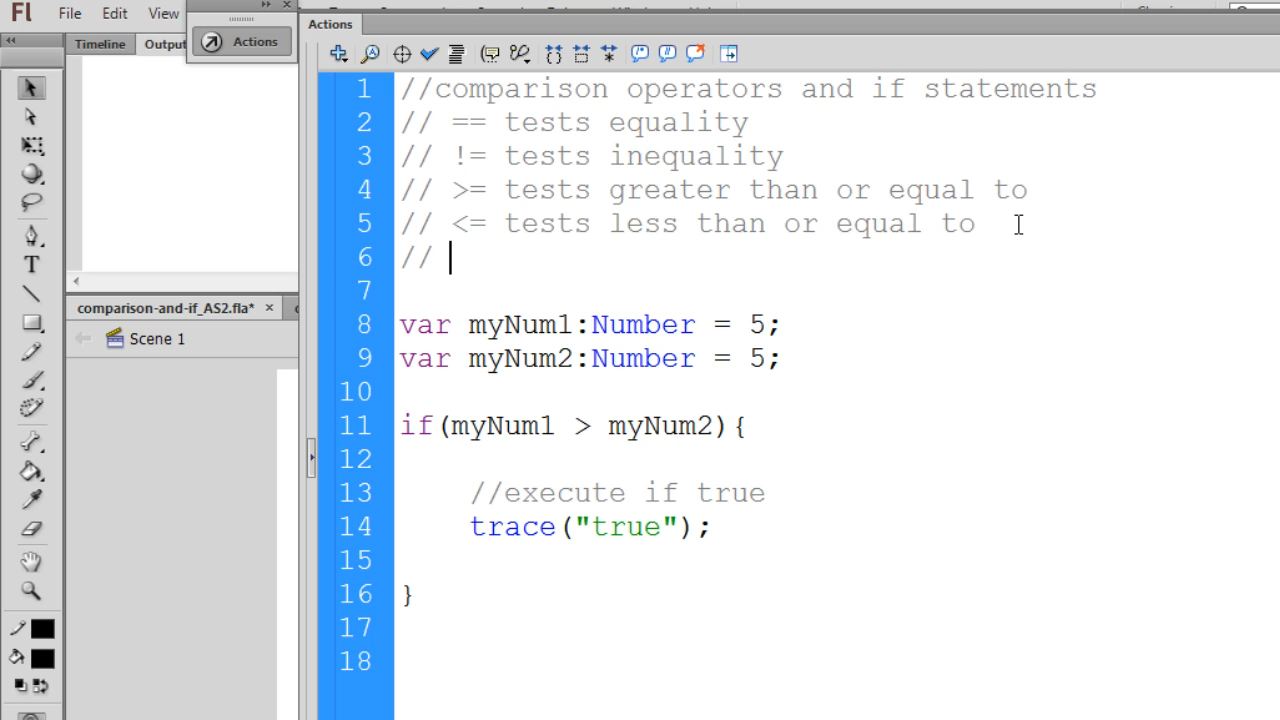 Fl File Edit View
Timeline Output Actions
Actions
1 //comparison operators and if statements
2 // == tests equality
3 // != tests inequality
4 // >= tests greater than or equal to
5 // <= tests less than or equal to
6 //
7
8 var myNum1:Number = 5;
9 var myNum2:Number = 5;
10
11 if(myNum1 > myNum2){
12
13 //execute if true
14 trace("true");
15
16 }
17
18
comparison-and-if_AS2.fla* ×
Scene 1